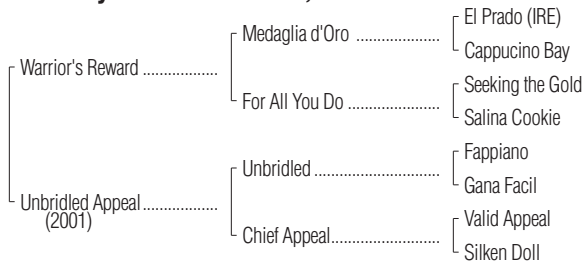 El Prado (IRE)
Medaglia d'Oro ..................
Cappucino Bay
Warrior's Reward ..................
Seeking the Gold
For All You Do ....................
Salina Cookie
Fappiano
Unbridled ............................
Gana Facil
Unbridled Appeal ..................
(2001)
Valid Appeal
Chief Appeal........................
Silken Doll